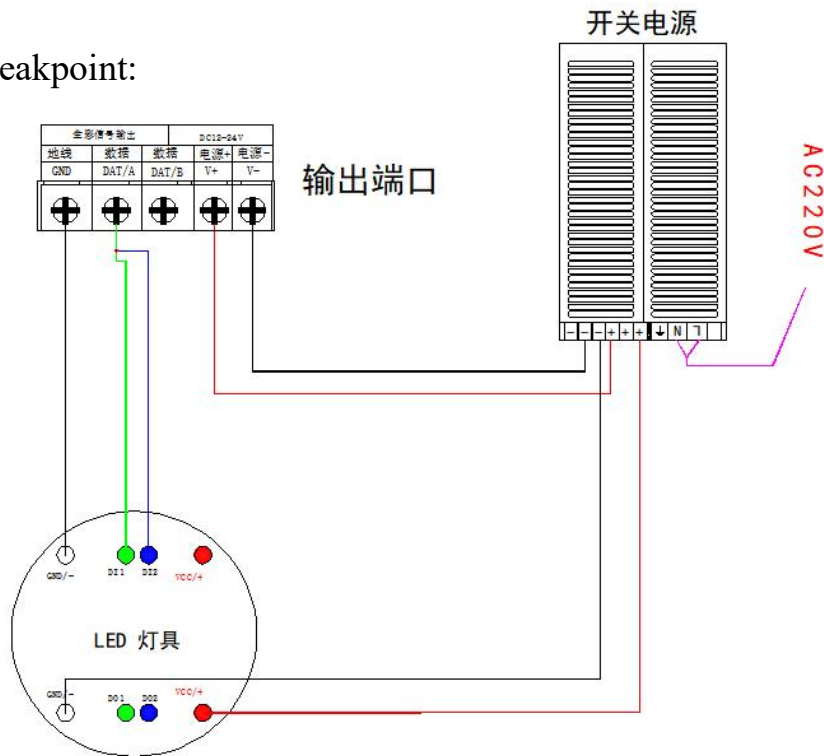 开关电源
eakpoint:
全彩信号输出 DC12-24V
地线 数据 数据 电源+ 电源-
GND DAT/A DAT/B V+ V-
输出端口
AC220V
- - - + + + N L
GND/- DI1 DI2 VCC/+
LED 灯具
GND/- DO1 DO2 VCC/+